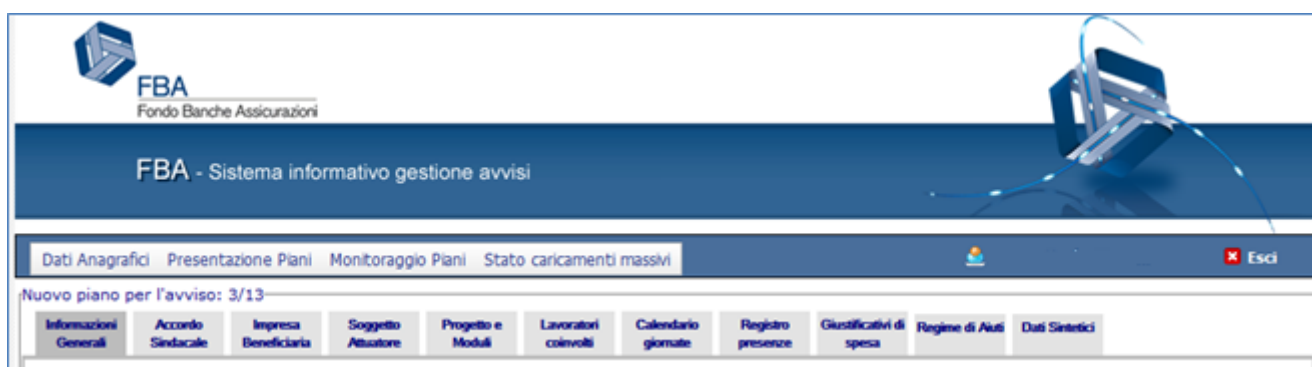 FBA
Fondo Banche Assicurazioni
FBA - Sistema informativo gestione avvisi
Dati Anagrafici Presentazione Piani Monitoraggio Piani Stato caricamenti massivi Esci
Nuovo piano per l'avviso: 3/13
Informazioni Generali Accordo Sindacale Impresa Beneficiaria Soggetto Attuatore Progetto e Moduli Lavoratori coinvolti Calendario giornate Registro presenze Giustificativi di spesa Regime di Aiuti Dati Sintetici